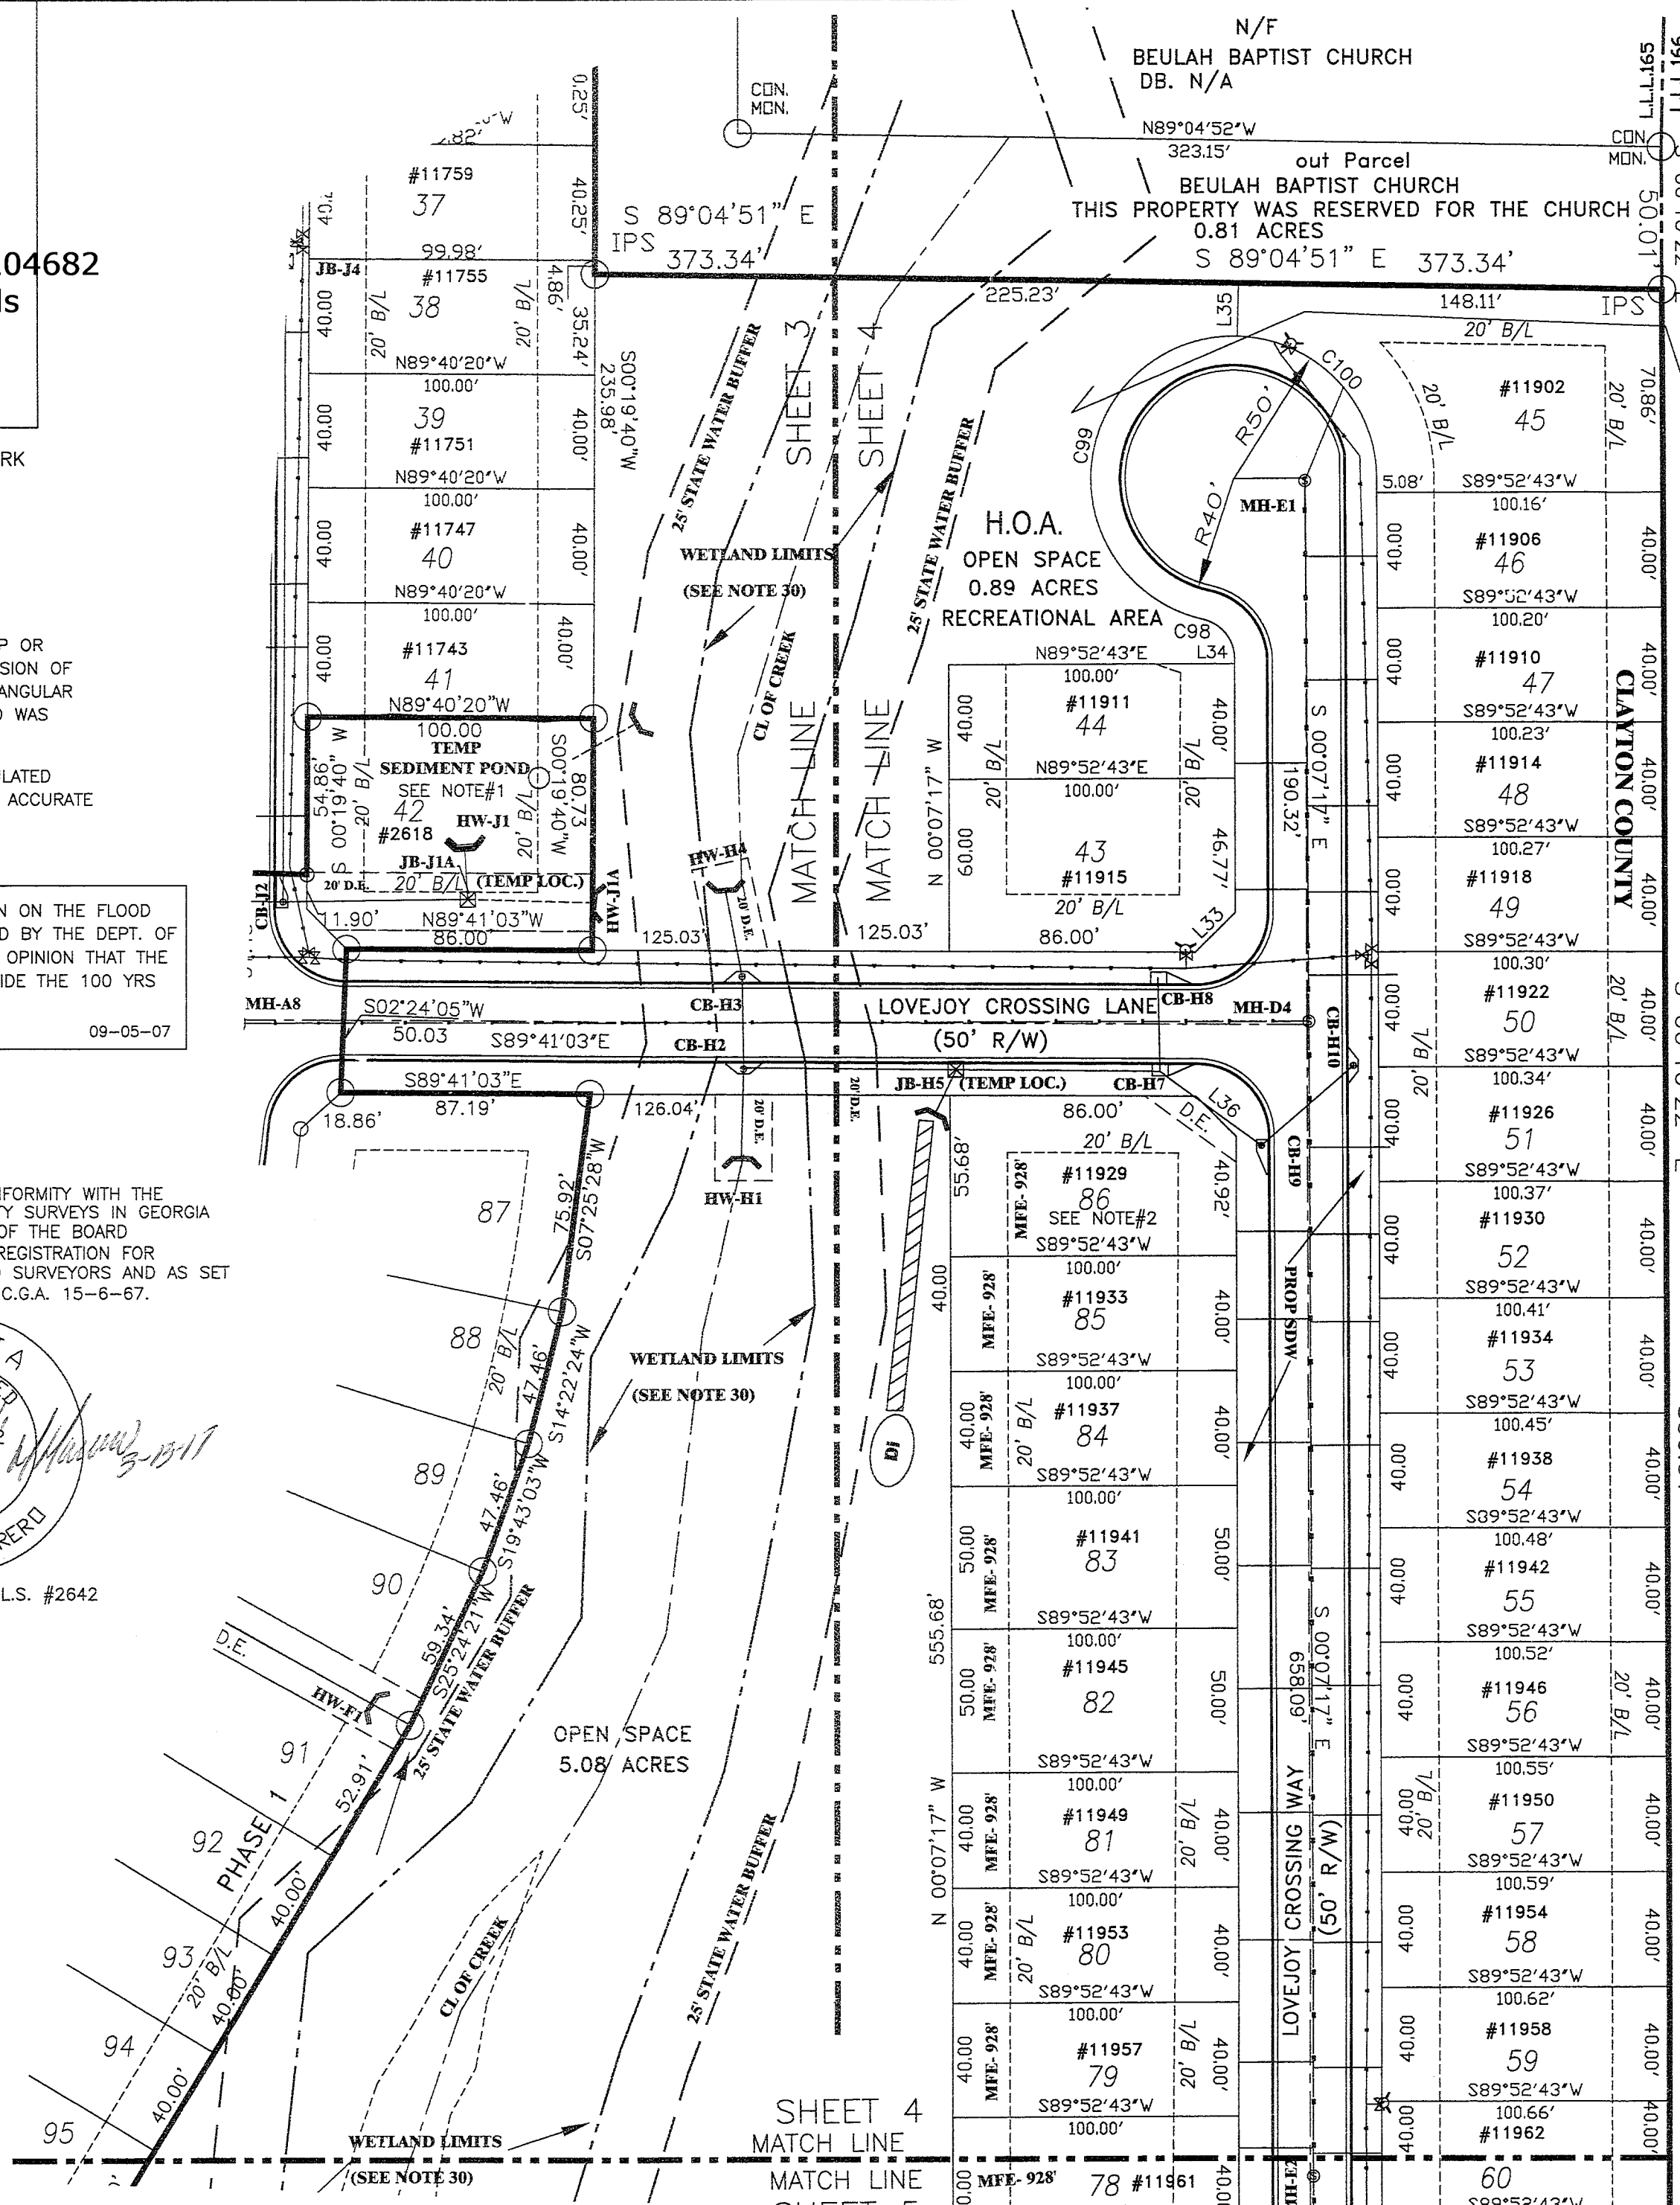 N/F
BEULAH BAPTIST CHURCH
DB. N/A
L.L.L.165
CON.
MON.
N89°04'52"W
323.15'
CON.
MON.
out Parcel
BEULAH BAPTIST CHURCH
THIS PROPERTY WAS RESERVED FOR THE CHURCH
0.81 ACRES
50.01'
S 89°04'51" E
IPS
373.34'
S 89°04'51" E 373.34'
225.23'
148.11'
IPS
L35
04682
ds
RK
P OR
SION OF
ANGULAR
D WAS
ULATED
ACCURATE
N ON THE FLOOD
D BY THE DEPT. OF
OPINION THAT THE
IDE THE 100 YRS
09-05-07
NFORMITY WITH THE
TY SURVEYS IN GEORGIA
OF THE BOARD
REGISTRATION FOR
D SURVEYORS AND AS SET
C.G.A. 15-6-67.
3-13-17
RERO
L.S. #2642
0.25'
.82'
#11759
37
40.25'
99.98'
JB-J4
#11755
38
4.86'
35.24'
40.00
20' B/L
20' B/L
N89°40'20"W
100.00'
39
#11751
40.00
40.00'
S00°19'40"W
235.98'
N89°40'20"W
100.00'
#11747
40
40.00
40.00'
N89°40'20"W
100.00'
#11743
41
40.00
40.00'
N89°40'20"W
100.00
TEMP
SEDIMENT POND
SEE NOTE#1
42
#2618
HW-J1
JB-J1A
(TEMP LOC.)
54.86'
S 00°19'40" W
20' B/L
20' B/L
S00°19'40"W
80.73
20' D.E.
20' B/L
CB-J2
11.90'
N89°41'03"W
86.00'
HW-J1A
125.03'
125.03'
86.00'
25' STATE WATER BUFFER
SHEET 3
SHEET 4
WETLAND LIMITS
(SEE NOTE 30)
25' STATE WATER BUFFER
CL OF CREEK
MATCH LINE
MATCH LINE
HW-H4
20' D.E.
H.O.A.
OPEN SPACE
0.89 ACRES
RECREATIONAL AREA
C99
C100
R50'
R40'
MH-E1
C98
L34
N89°52'43"E
100.00'
#11911
44
40.00
40.00'
20' B/L
20' B/L
N 00°07'17" W
N89°52'43"E
100.00'
20' B/L
20' B/L
60.00
43
#11915
46.77'
20' B/L
L33
S 00°07'17" E
190.32'
20' B/L
#11902
45
20' B/L
20' B/L
70.86'
5.08'
S89°52'43"W
100.16'
#11906
46
40.00
40.00'
S89°52'43"W
100.20'
#11910
47
40.00
40.00'
S89°52'43"W
100.23'
#11914
48
40.00
40.00'
CLAYTON COUNTY
S89°52'43"W
100.27'
#11918
49
40.00
40.00'
S89°52'43"W
100.30'
#11922
50
40.00
40.00'
20' B/L
20' B/L
S89°52'43"W
100.34'
#11926
51
40.00
40.00'
S89°52'43"W
100.37'
#11930
52
40.00
40.00'
S89°52'43"W
100.41'
#11934
53
40.00
40.00'
S89°52'43"W
100.45'
#11938
54
40.00
40.00'
S89°52'43"W
100.48'
#11942
55
40.00
40.00'
S89°52'43"W
100.52'
#11946
56
40.00
40.00'
20' B/L
S89°52'43"W
100.55'
#11950
57
40.00
20' B/L
40.00'
S89°52'43"W
100.59'
#11954
58
40.00
40.00'
S89°52'43"W
100.62'
#11958
59
40.00
40.00'
S89°52'43"W
100.66'
#11962
60
40.00
40.00'
MH-A8
S02°24'05"W
50.03
S89°41'03"E
CB-H3
CB-H2
LOVEJOY CROSSING LANE
(50' R/W)
CB-H8
MH-D4
CB-H10
JB-H5
(TEMP LOC.)
CB-H7
S89°41'03"E
87.19'
18.86'
126.04'
20' D.E.
20' D.E.
HW-H1
86.00'
20' B/L
D.E.
L36
CB-H9
PROP SDW
55.68'
40.92'
MFE- 928'
#11929
86
SEE NOTE#2
S89°52'43"W
100.00'
#11933
85
40.00
MFE- 928'
40.00'
S89°52'43"W
100.00'
#11937
84
40.00
MFE- 928'
20' B/L
40.00'
S89°52'43"W
100.00'
#11941
83
50.00
MFE- 928'
50.00'
S89°52'43"W
100.00'
#11945
82
50.00
MFE- 928'
50.00'
555.68'
N 00°07'17" W
S89°52'43"W
100.00'
#11949
81
40.00
MFE- 928'
20' B/L
40.00'
S89°52'43"W
100.00'
#11953
80
40.00
MFE- 928'
20' B/L
40.00'
S89°52'43"W
100.00'
#11957
79
40.00
MFE- 928'
20' B/L
40.00'
S89°52'43"W
100.00'
MFE- 928'
78 #11961
S 00°07'17" E
658.09'
LOVEJOY CROSSING WAY
(50' R/W)
87
75.92'
S07°25'28"W
88
20' B/L
47.46'
S14°22'24"W
89
47.46'
S19°43'03"W
90
59.34'
S25°24'21"W
25' STATE WATER BUFFER
D.E.
HW-F1
91
52.91'
PHASE 1
92
40.00'
93
20' B/L
40.00'
94
40.00'
95
WETLAND LIMITS
(SEE NOTE 30)
Di
OPEN SPACE
5.08 ACRES
CL OF CREEK
25' STATE WATER BUFFER
WETLAND LIMITS
(SEE NOTE 30)
SHEET 4
MATCH LINE
MATCH LINE